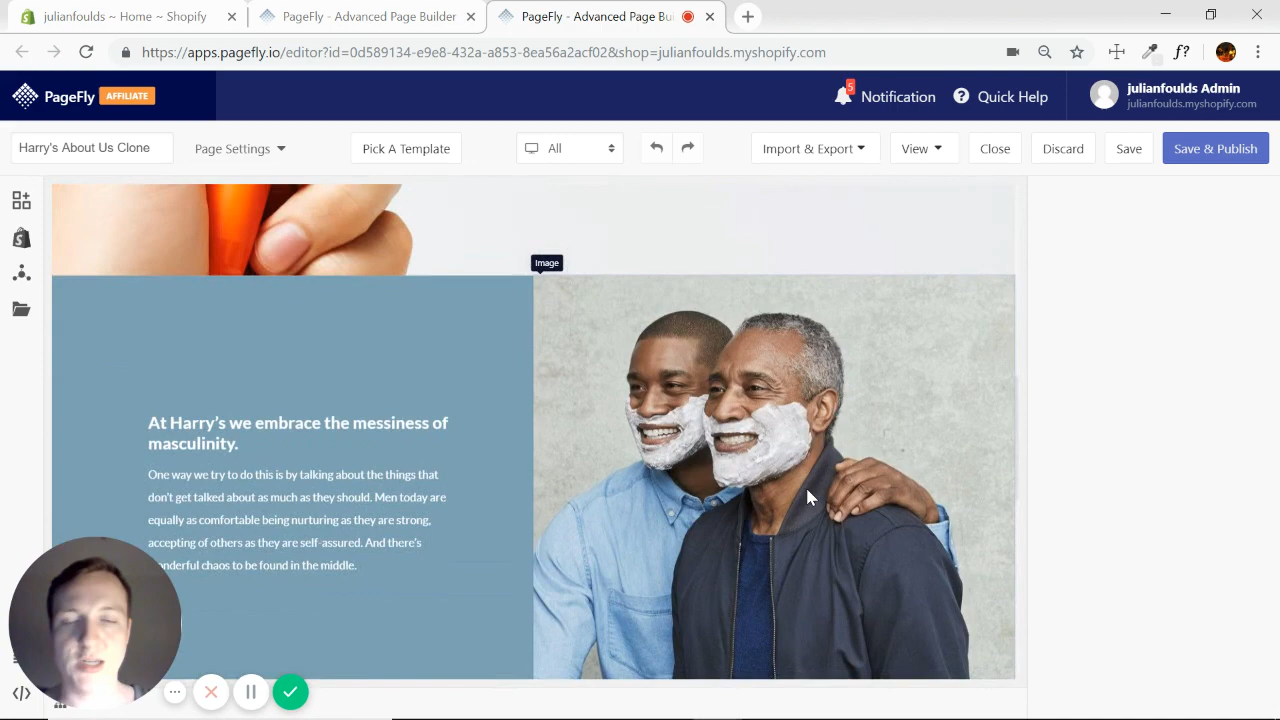 julianfoulds ~ Home ~ Shopify
PageFly - Advanced Page Builder
PageFly - Advanced Page Bui
https://apps.pagefly.io/editor?id=0d589134-e9e8-432a-a853-8ea56a2acf02&shop=julianfoulds.myshopify.com
f?
PageFly
AFFILIATE
5
Notification
Quick Help
julianfoulds Admin
julianfoulds.myshopify.com
Harry's About Us Clone
Page Settings
Pick A Template
All
Import & Export
View
Close
Discard
Save
Save & Publish
Image
At Harry's we embrace the messiness of
masculinity.
One way we try to do this is by talking about the things that
don't get talked about as much as they should. Men today are
equally as comfortable being nurturing as they are strong,
accepting of others as they are self-assured. And there's
wonderful chaos to be found in the middle.